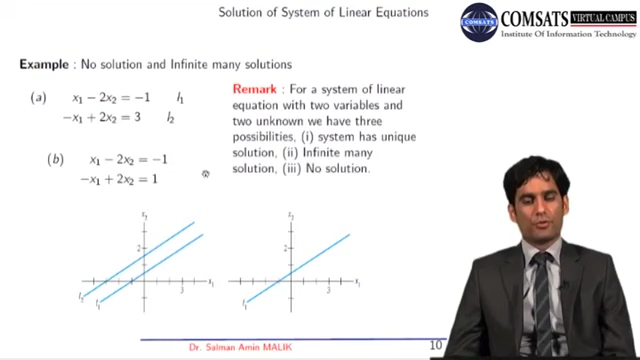 Solution of System of Linear Equations
COMSATS VIRTUAL CAMPUS
Institute Of Information Technology
Example : No solution and Infinite many solutions
(a) x₁ − 2x₂ = −1 l₁
−x₁ + 2x₂ = 3 l₂
(b) x₁ − 2x₂ = −1
−x₁ + 2x₂ = 1
Remark : For a system of linear
equation with two variables and
two unknown we have three
possibilities, (i) system has unique
solution, (ii) Infinite many
solution, (iii) No solution.
x₂
2
3
x₁
l₂
l₁
x₂
2
3
x₁
l₁
Dr. Salman Amin MALIK
10